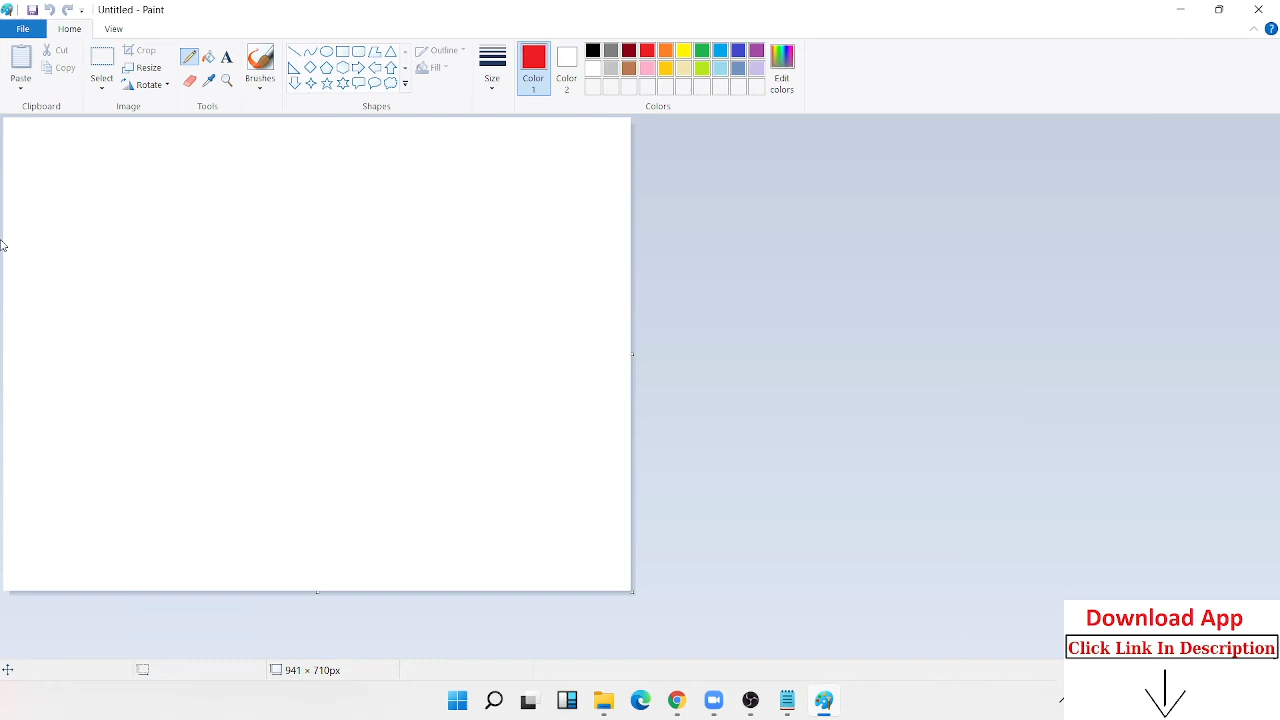 Untitled - Paint
File
Home
View
Paste
Cut
Copy
Clipboard
Select
Crop
Resize
Rotate
Image
Tools
Brushes
Shapes
Outline
Fill
Size
Color
1
Color
2
Edit
colors
Colors
941 × 710px
Download App
Click Link In Description